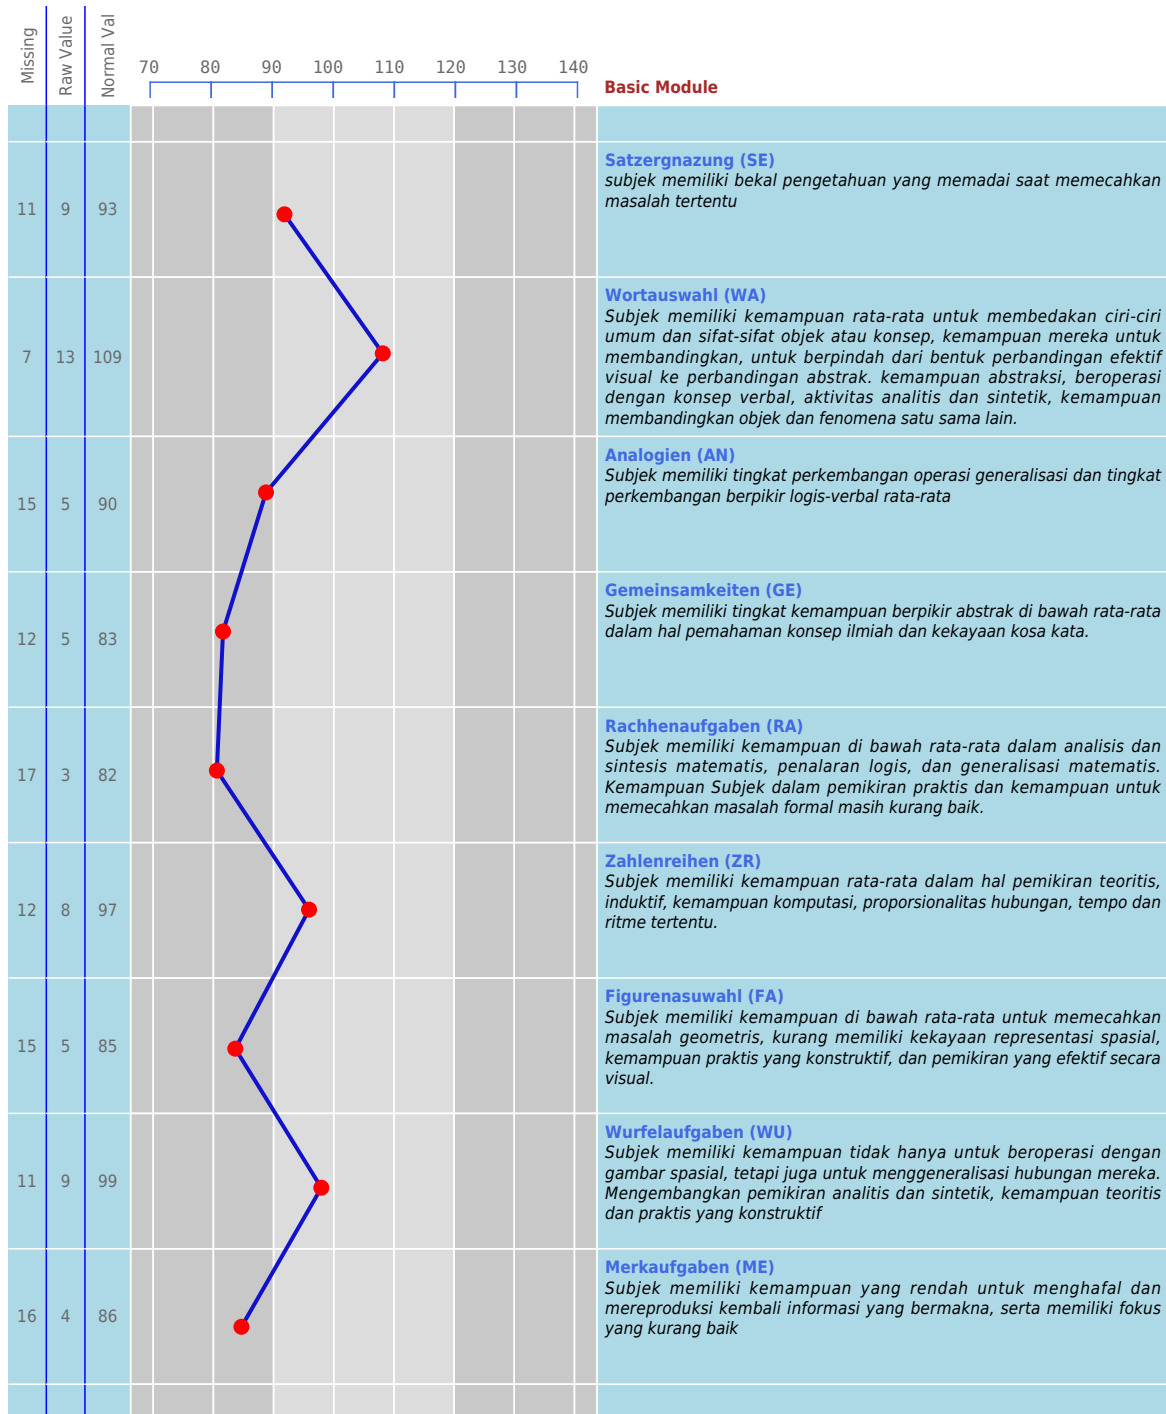 Missing
Raw Value
Normal Val
70 80 90 100 110 120 130 140
Basic Module
11 9 93
Satzergnazung (SE)
subjek memiliki bekal pengetahuan yang memadai saat memecahkan
masalah tertentu
7 13 109
Wortauswahl (WA)
Subjek memiliki kemampuan rata-rata untuk membedakan ciri-ciri
umum dan sifat-sifat objek atau konsep, kemampuan mereka untuk
membandingkan, untuk berpindah dari bentuk perbandingan efektif
visual ke perbandingan abstrak. kemampuan abstraksi, beroperasi
dengan konsep verbal, aktivitas analitis dan sintetik, kemampuan
membandingkan objek dan fenomena satu sama lain.
15 5 90
Analogien (AN)
Subjek memiliki tingkat perkembangan operasi generalisasi dan tingkat
perkembangan berpikir logis-verbal rata-rata
12 5 83
Gemeinsamkeiten (GE)
Subjek memiliki tingkat kemampuan berpikir abstrak di bawah rata-rata
dalam hal pemahaman konsep ilmiah dan kekayaan kosa kata.
17 3 82
Rachhenaufgaben (RA)
Subjek memiliki kemampuan di bawah rata-rata dalam analisis dan
sintesis matematis, penalaran logis, dan generalisasi matematis.
Kemampuan Subjek dalam pemikiran praktis dan kemampuan untuk
memecahkan masalah formal masih kurang baik.
12 8 97
Zahlenreihen (ZR)
Subjek memiliki kemampuan rata-rata dalam hal pemikiran teoritis,
induktif, kemampuan komputasi, proporsionalitas hubungan, tempo dan
ritme tertentu.
15 5 85
Figurenasuwahl (FA)
Subjek memiliki kemampuan di bawah rata-rata untuk memecahkan
masalah geometris, kurang memiliki kekayaan representasi spasial,
kemampuan praktis yang konstruktif, dan pemikiran yang efektif secara
visual.
11 9 99
Wurfelaufgaben (WU)
Subjek memiliki kemampuan tidak hanya untuk beroperasi dengan
gambar spasial, tetapi juga untuk menggeneralisasi hubungan mereka.
Mengembangkan pemikiran analitis dan sintetik, kemampuan teoritis
dan praktis yang konstruktif
16 4 86
Merkaufgaben (ME)
Subjek memiliki kemampuan yang rendah untuk menghafal dan
mereproduksi kembali informasi yang bermakna, serta memiliki fokus
yang kurang baik